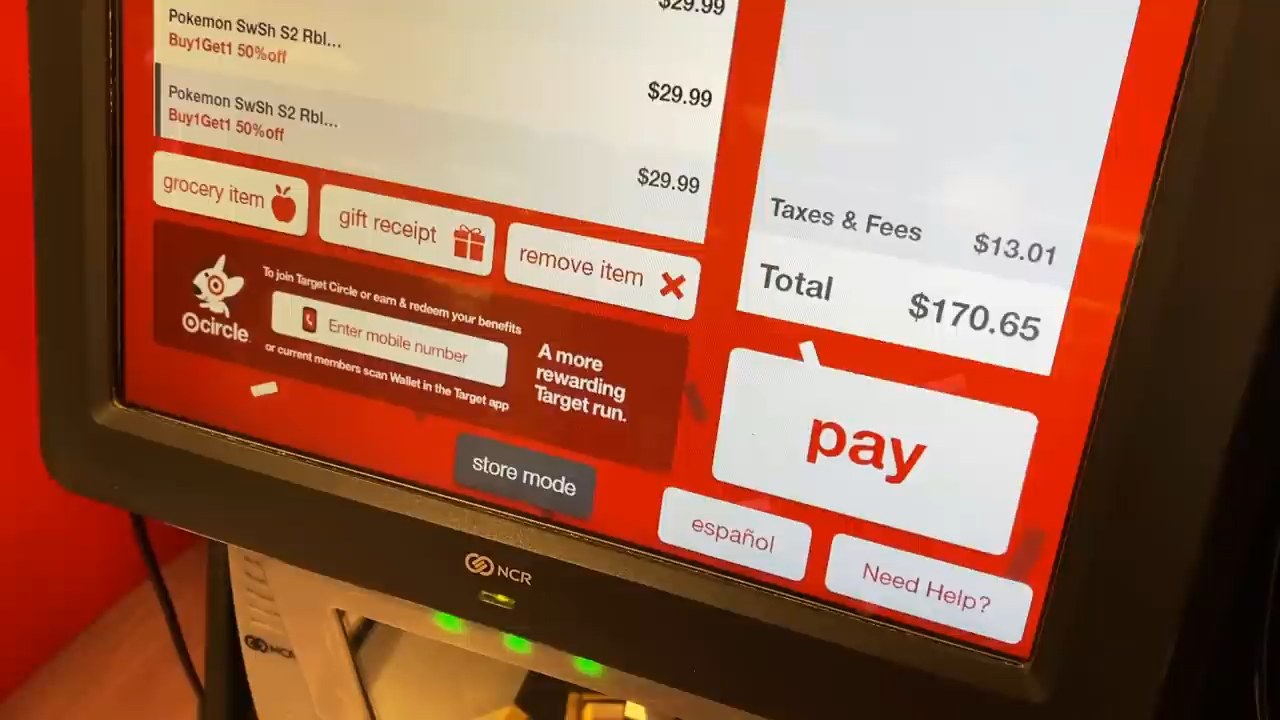 $29.99
Pokemon SwSh S2 Rbl...
Buy1Get1 50%off
$29.99
Pokemon SwSh S2 Rbl...
Buy1Get1 50%off
$29.99
grocery item
gift receipt
remove item
Taxes & Fees $13.01
Total $170.65
To join Target Circle or earn & redeem your benefits
Enter mobile number
or current members scan Wallet in the Target app
circle
A more
rewarding
Target run.
pay
store mode
español
Need Help?
NCR
NCR